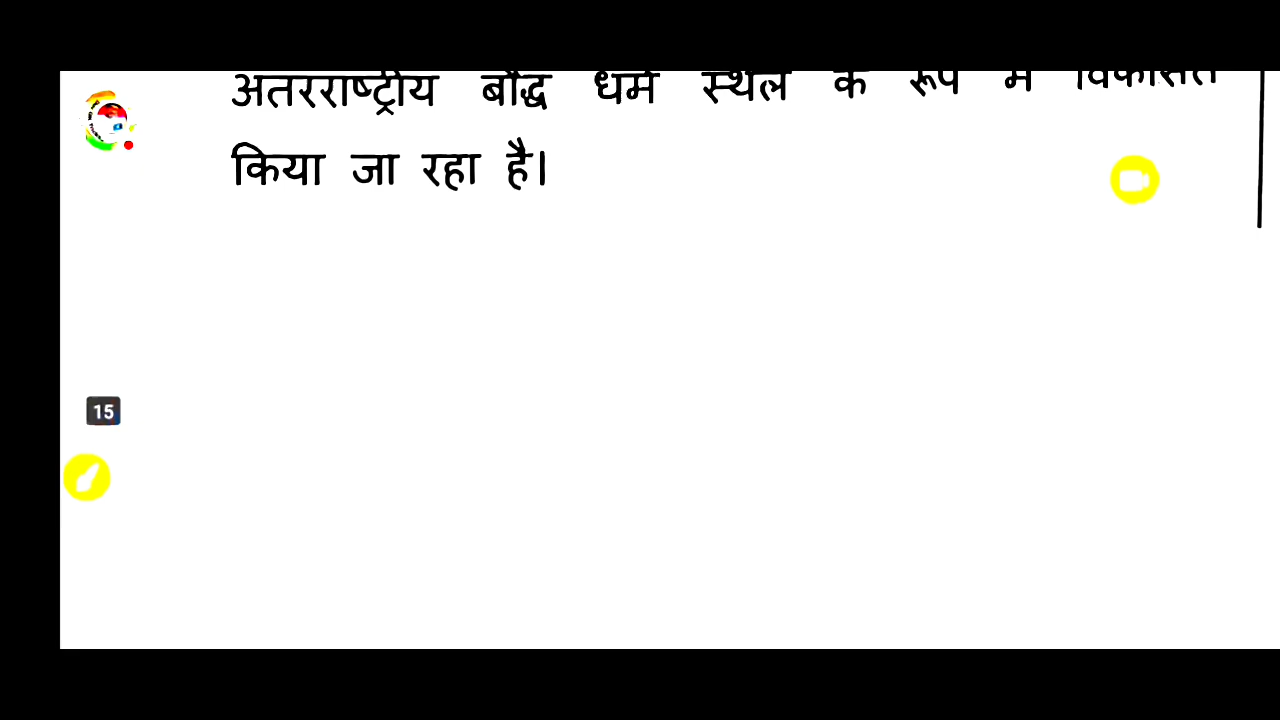 अंतरराष्ट्रीय बौद्ध धर्म स्थल के रूप में विकसित
किया जा रहा है।
15